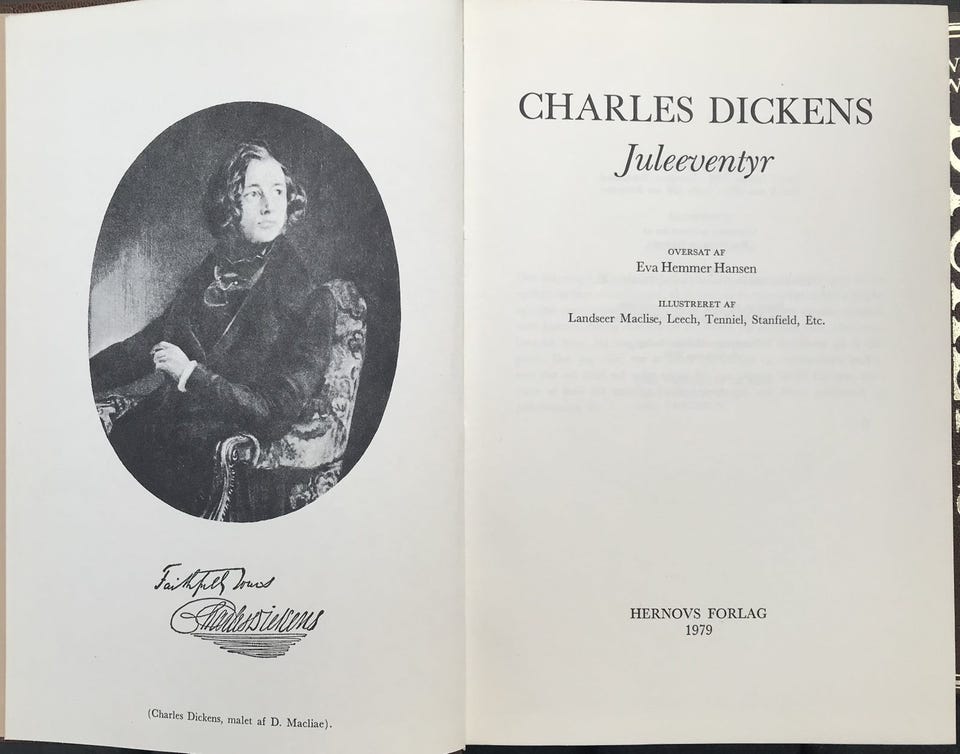 Faithfully Yours
Charles Dickens
(Charles Dickens, malet af D. Macliae).
CHARLES DICKENS
Juleeventyr
OVERSAT AF
Eva Hemmer Hansen
ILLUSTRERET AF
Landseer Maclise, Leech, Tenniel, Stanfield, Etc.
HERNOVS FORLAG
1979